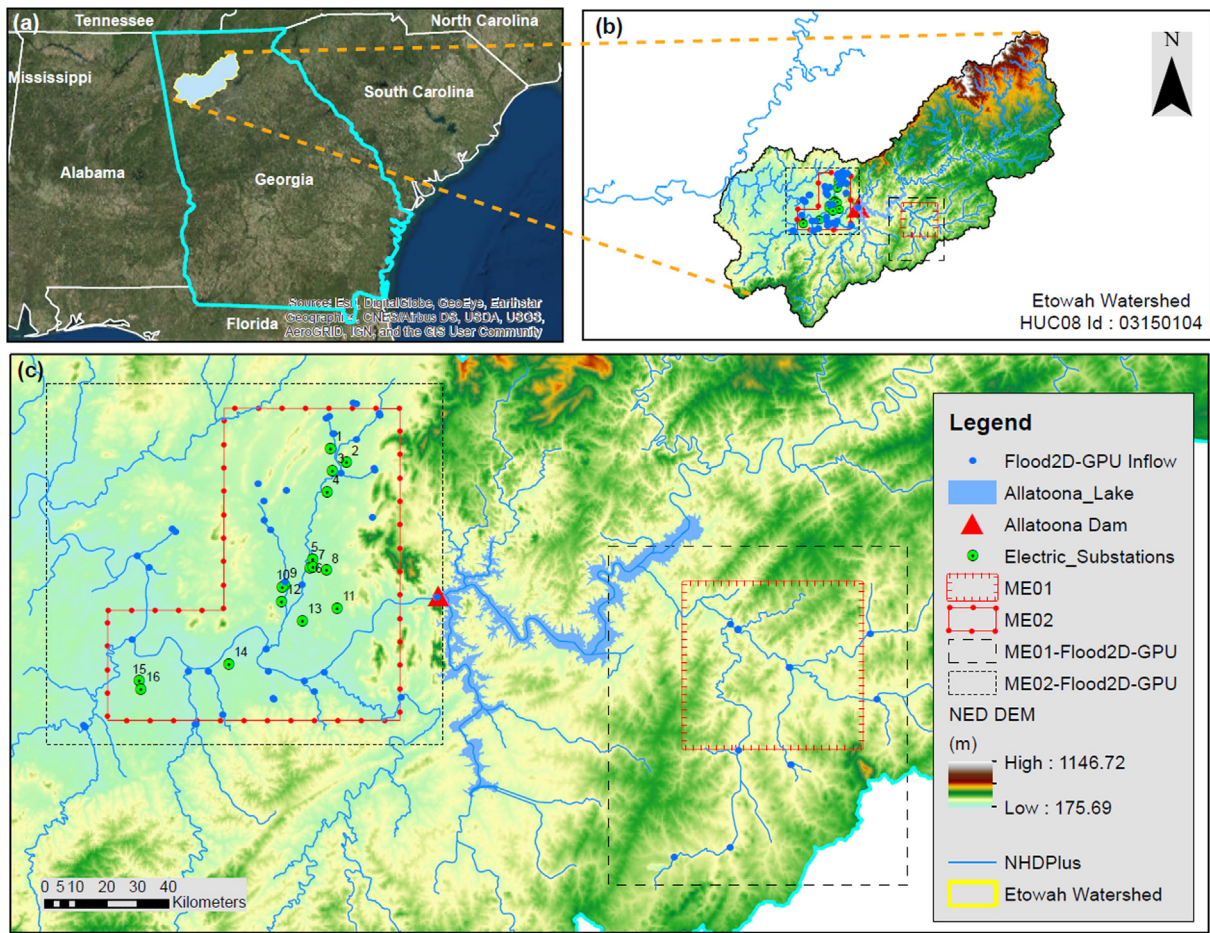 (a)
Tennessee
North Carolina
Mississippi
South Carolina
Alabama
Georgia
Florida
Source: Esri, DigitalGlobe, GeoEye, Earthstar
Geographics, CNES/Airbus DS, USDA, USGS,
AeroGRID, IGN, and the GIS User Community
(b)
N
Etowah Watershed
HUC08 Id : 03150104
(c)
1
2
3
4
5
7
6
8
10
9
12
11
13
14
15
16
0 5 10 20 30 40
Kilometers
Legend
Flood2D-GPU Inflow
Allatoona_Lake
Allatoona Dam
Electric_Substations
ME01
ME02
ME01-Flood2D-GPU
ME02-Flood2D-GPU
NED DEM
(m)
High : 1146.72
Low : 175.69
NHDPlus
Etowah Watershed